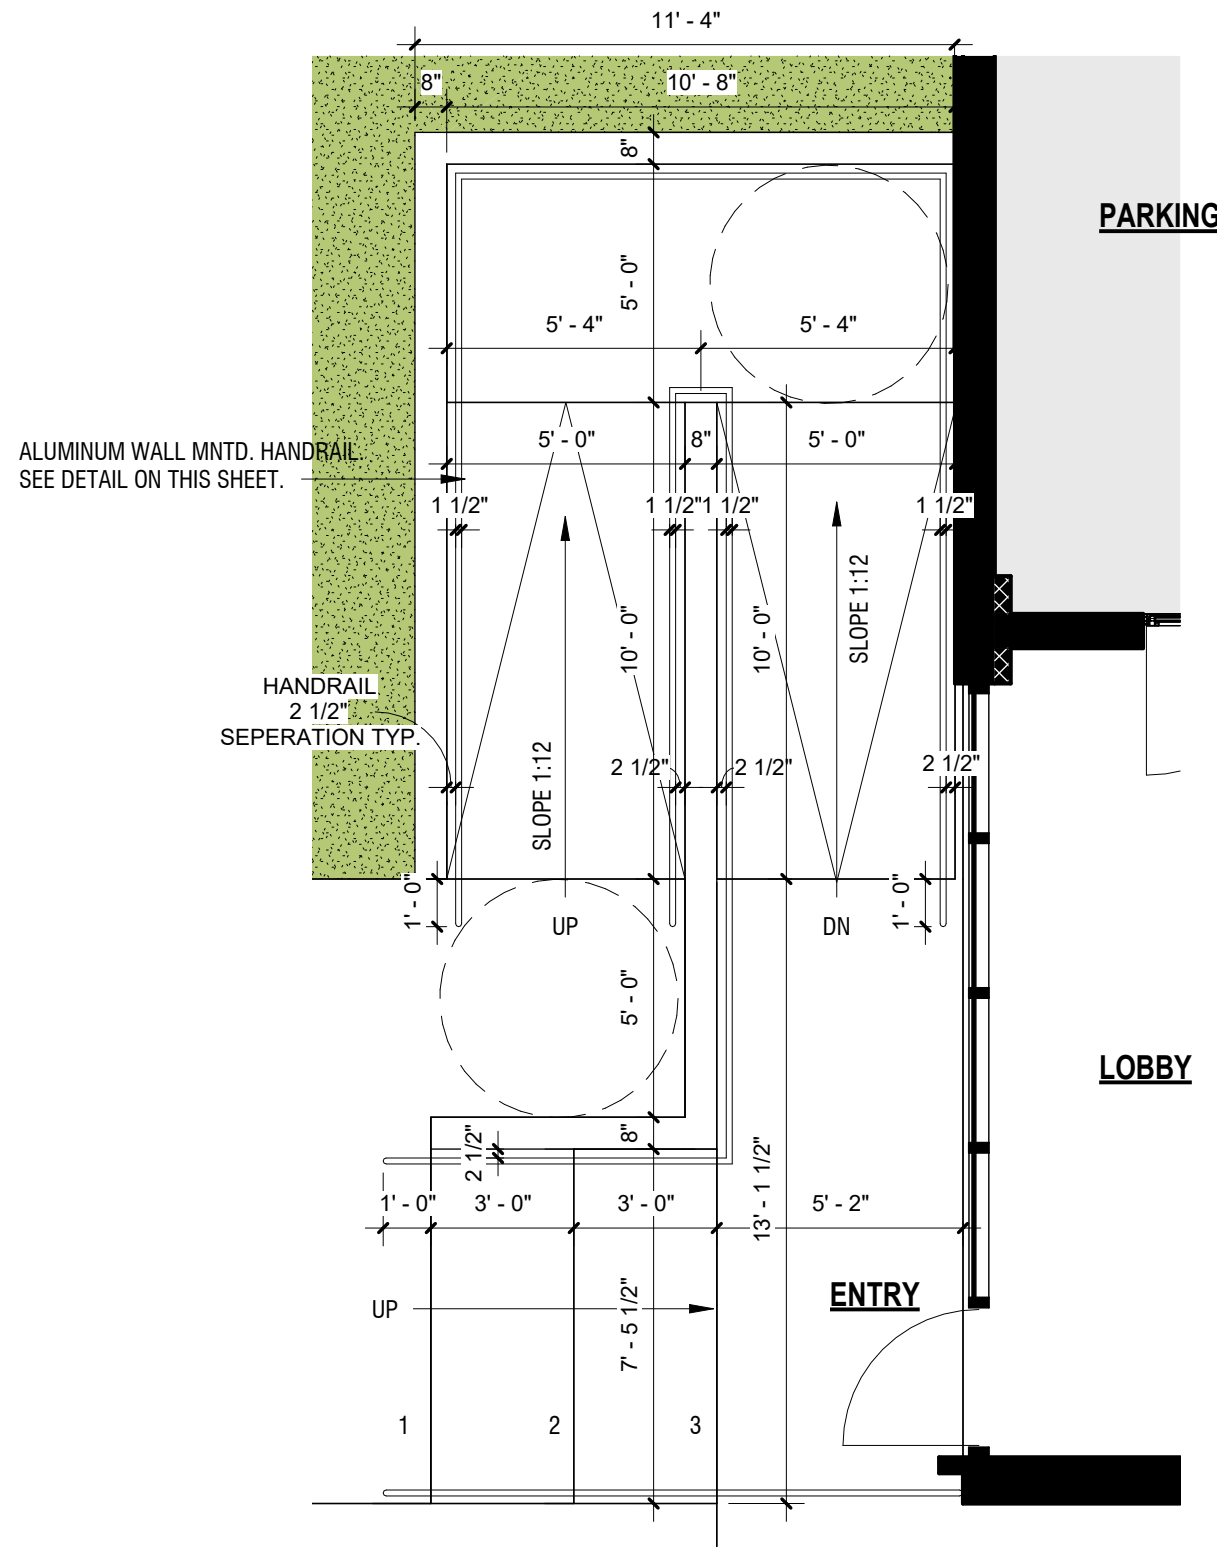 11' - 4"
8"
10' - 8"
8"
PARKING
5' - 0"
5' - 4"
5' - 4"
5' - 0"
8"
5' - 0"
ALUMINUM WALL MNTD. HANDRAIL.
SEE DETAIL ON THIS SHEET.
1 1/2"
1 1/2"
1 1/2"
1 1/2"
SLOPE 1:12
10' - 0"
10' - 0"
HANDRAIL
2 1/2"
SEPERATION TYP.
SLOPE 1:12
2 1/2"
2 1/2"
2 1/2"
1' - 0"
1' - 0"
UP
DN
5' - 0"
LOBBY
8"
2 1/2"
13' - 1 1/2"
1' - 0"
3' - 0"
3' - 0"
5' - 2"
ENTRY
UP
7' - 5 1/2"
1
2
3